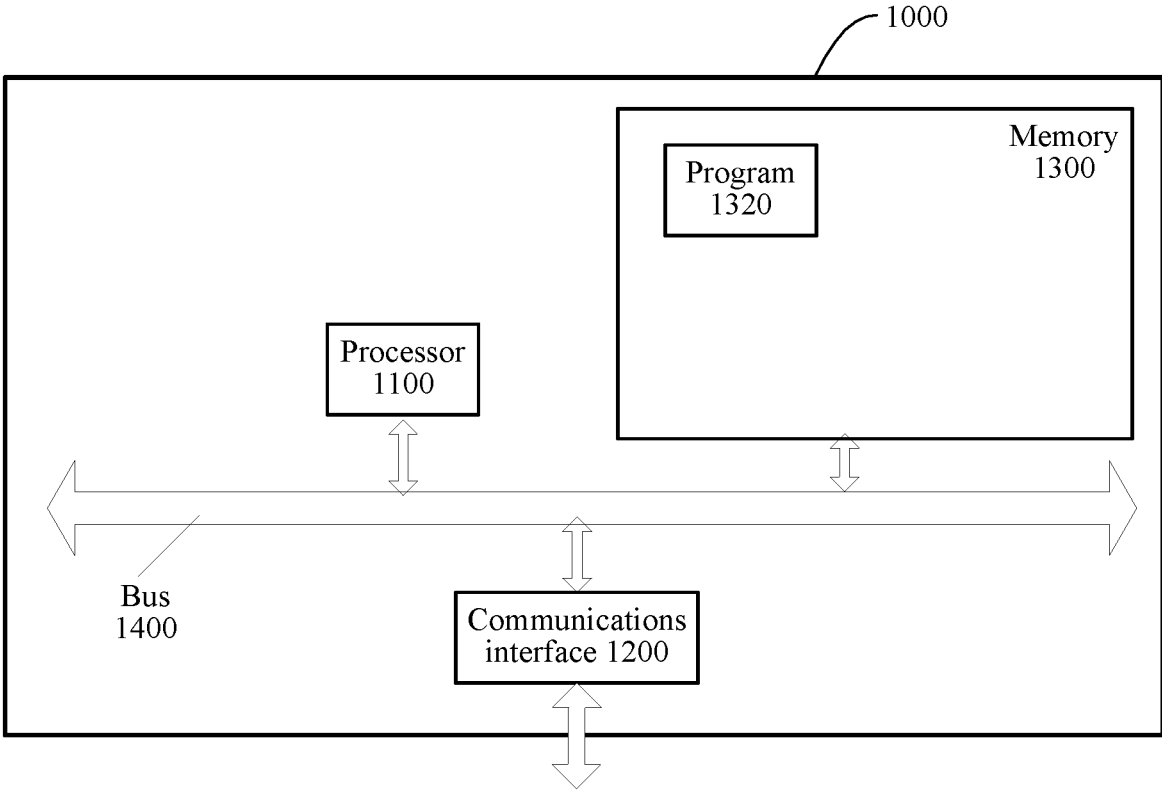 1000
Memory
1300
Program
1320
Processor
1100
Bus
1400
Communications
interface 1200